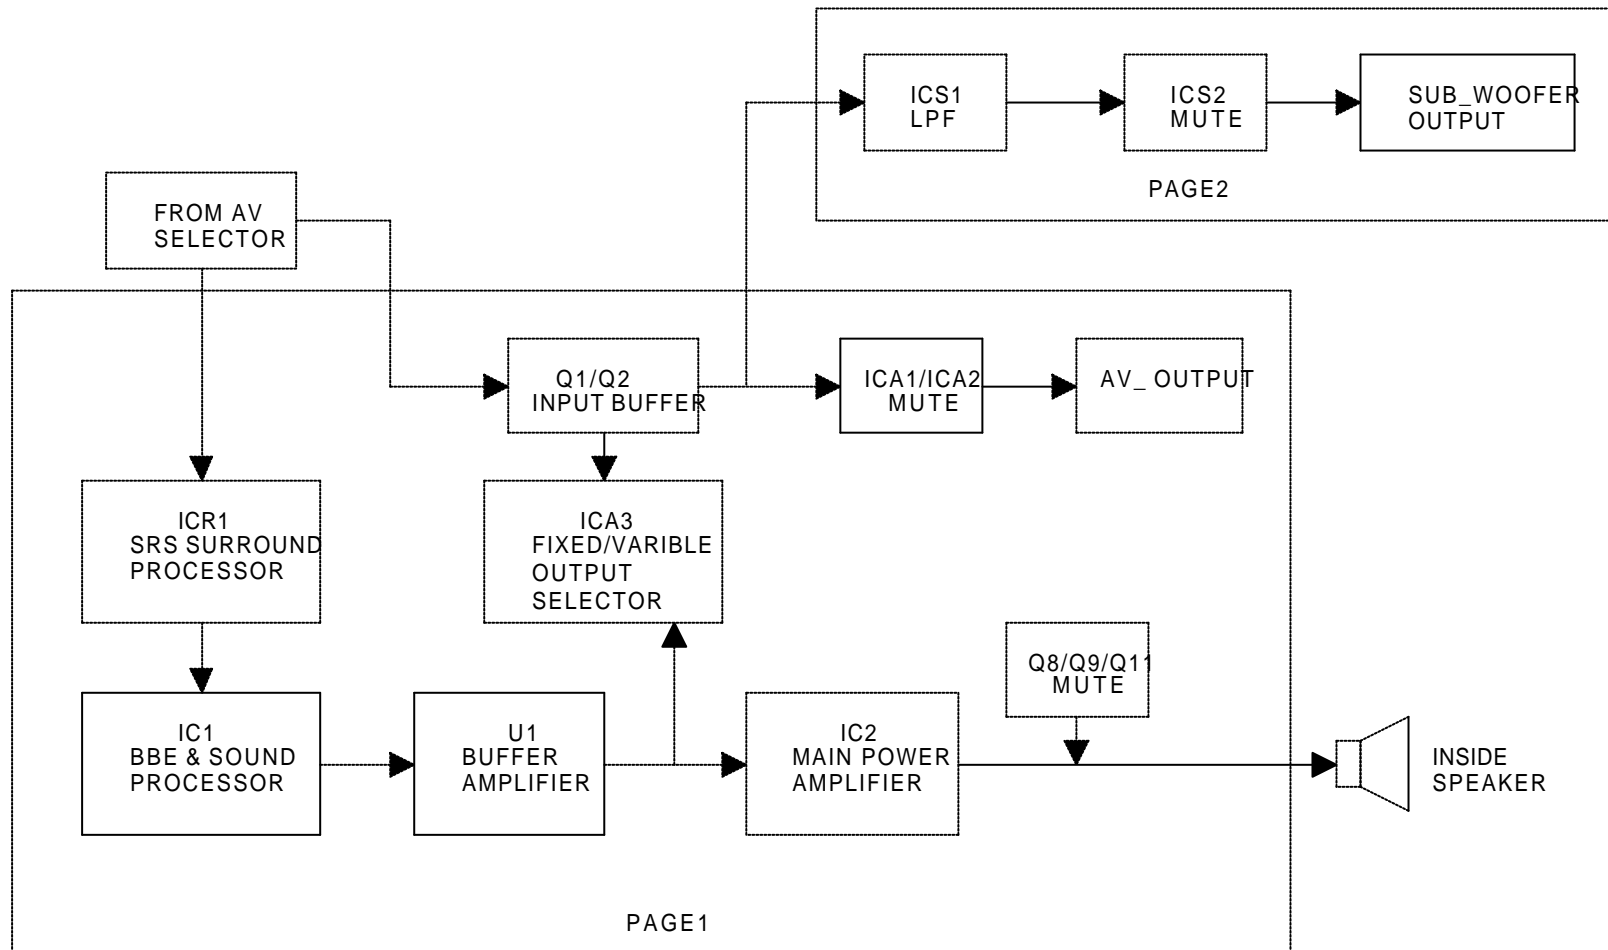 ICS1
LPF
ICS2
MUTE
SUB_WOOFER
OUTPUT
PAGE2
FROM AV
SELECTOR
Q1/Q2
INPUT BUFFER
ICA1/ICA2
MUTE
AV_ OUTPUT
ICR1
SRS SURROUND
PROCESSOR
ICA3
FIXED/VARIBLE
OUTPUT
SELECTOR
Q8/Q9/Q11
MUTE
IC1
BBE & SOUND
PROCESSOR
U1
BUFFER
AMPLIFIER
IC2
MAIN POWER
AMPLIFIER
INSIDE
SPEAKER
PAGE1